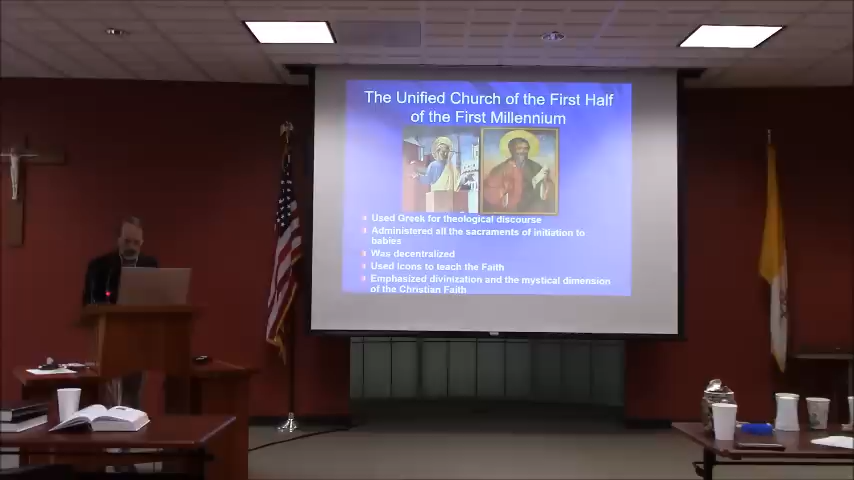 The Unified Church of the First Half
of the First Millennium
Used Greek for theological discourse
Administered all the sacraments of initiation to
babies
Was decentralized
Used Icons to teach the Faith
Emphasized divinization and the mystical dimension
of the Christian Faith